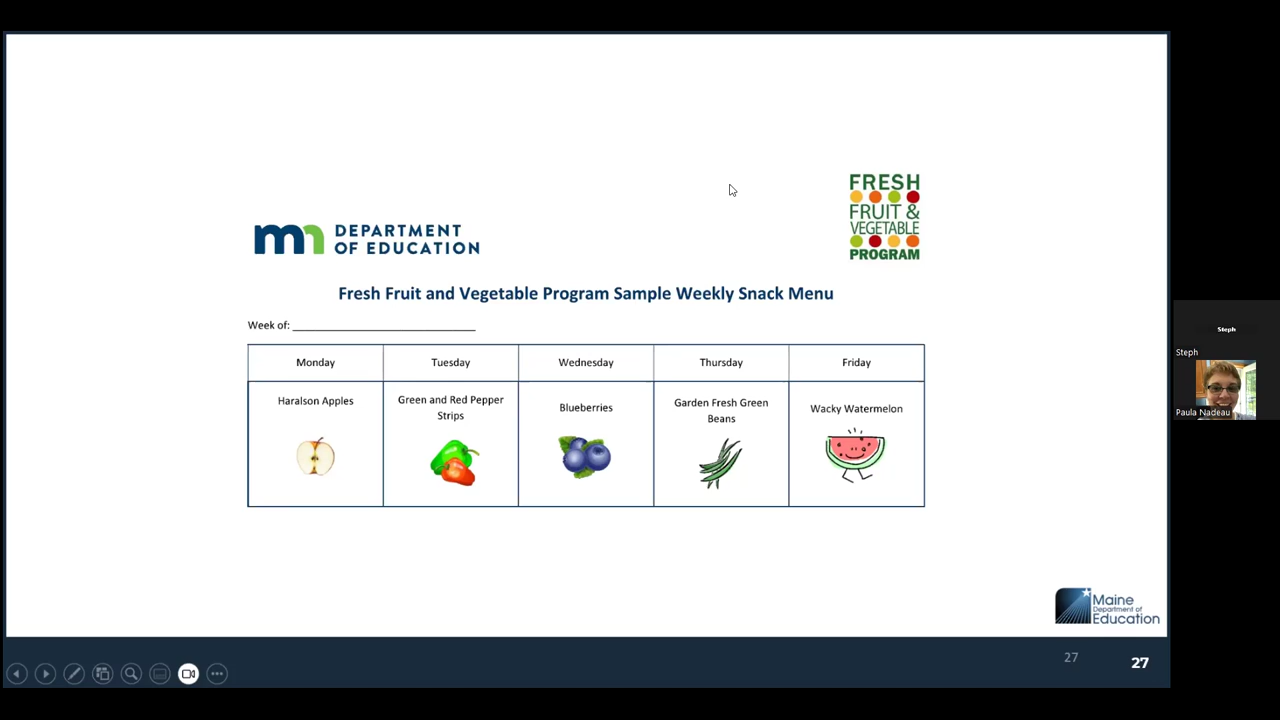 DEPARTMENT
OF EDUCATION
FRESH
FRUIT &
VEGETABLE
PROGRAM
Fresh Fruit and Vegetable Program Sample Weekly Snack Menu
Week of: ______________________________
Monday
Tuesday
Wednesday
Thursday
Friday
Haralson Apples
Green and Red Pepper
Strips
Blueberries
Garden Fresh Green
Beans
Wacky Watermelon
Steph
Steph
Paula Nadeau
Maine
Department of
Education
27
27